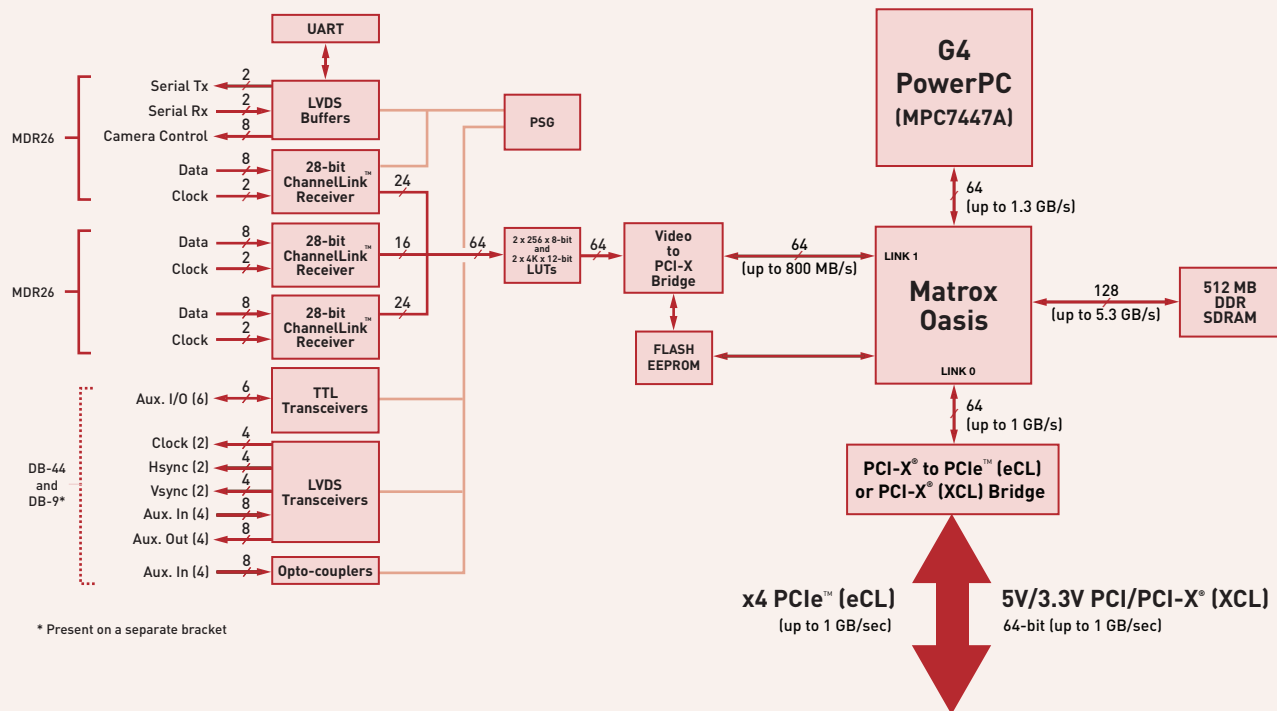 UART
G4
PowerPC
(MPC7447A)
MDR26
Serial Tx
2
Serial Rx
2
Camera Control
8
LVDS
Buffers
PSG
Data
8
Clock
2
28-bit
ChannelLink™
Receiver
24
64
(up to 1.3 GB/s)
MDR26
Data
8
Clock
2
28-bit
ChannelLink™
Receiver
16
64
2 x 256 x 8-bit
and
2 x 4K x 12-bit
LUTs
64
Video
to
PCI-X
Bridge
64
(up to 800 MB/s)
LINK 1
Matrox
Oasis
LINK 0
128
(up to 5.3 GB/s)
512 MB
DDR
SDRAM
Data
8
Clock
2
28-bit
ChannelLink™
Receiver
24
FLASH
EEPROM
DB-44
and
DB-9*
Aux. I/O (6)
6
TTL
Transceivers
64
(up to 1 GB/s)
Clock (2)
4
Hsync (2)
4
Vsync (2)
4
Aux. In (4)
8
Aux. Out (4)
8
LVDS
Transceivers
PCI-X® to PCIe™ (eCL)
or PCI-X® (XCL) Bridge
Aux. In (4)
8
Opto-couplers
x4 PCIe™ (eCL)
(up to 1 GB/sec)
5V/3.3V PCI/PCI-X® (XCL)
64-bit (up to 1 GB/sec)
* Present on a separate bracket